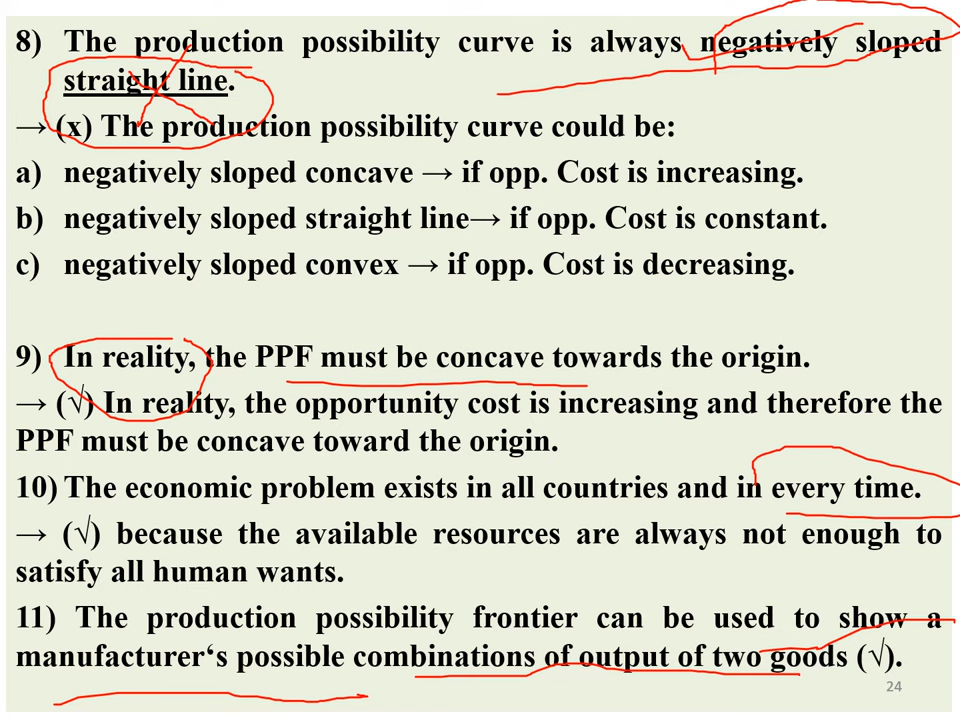 8) The production possibility curve is always negatively sloped
straight line.
→ (x) The production possibility curve could be:
a) negatively sloped concave → if opp. Cost is increasing.
b) negatively sloped straight line→ if opp. Cost is constant.
c) negatively sloped convex → if opp. Cost is decreasing.
9) In reality, the PPF must be concave towards the origin.
→ (√) In reality, the opportunity cost is increasing and therefore the
PPF must be concave toward the origin.
10) The economic problem exists in all countries and in every time.
→ (√) because the available resources are always not enough to
satisfy all human wants.
11) The production possibility frontier can be used to show a
manufacturer‘s possible combinations of output of two goods (√).
24